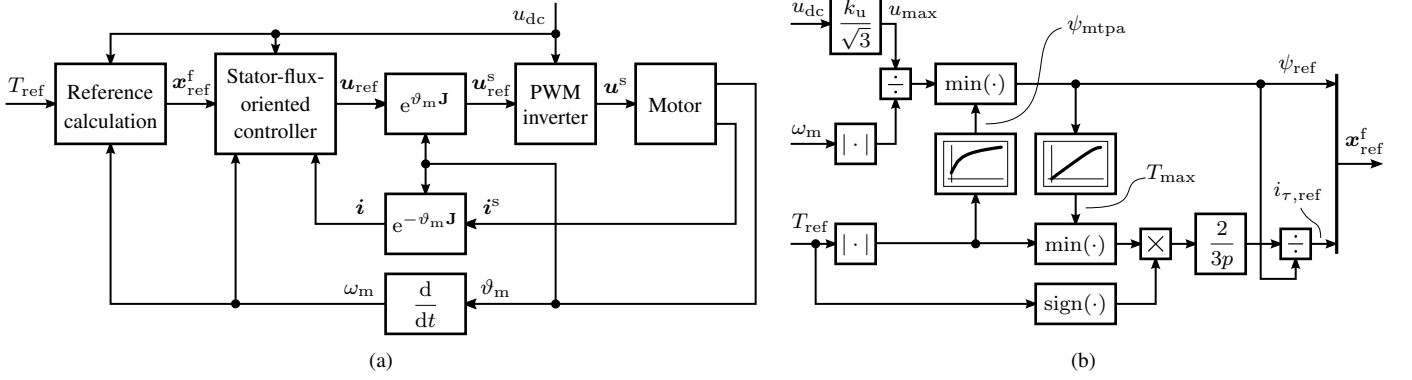 u_dc
T_ref
Reference
calculation
x^f_ref
Stator-flux-
oriented
controller
u_ref
e^{ϑ_m J}
u^s_ref
PWM
inverter
u^s
Motor
i
e^{−ϑ_m J}
i^s
ω_m
d
dt
ϑ_m
(a)
u_dc
k_u
√3
u_max
ψ_mtpa
÷
min(·)
ψ_ref
ω_m
| · |
x^f_ref
T_max
i_{τ,ref}
T_ref
| · |
min(·)
×
2
3p
÷
sign(·)
(b)